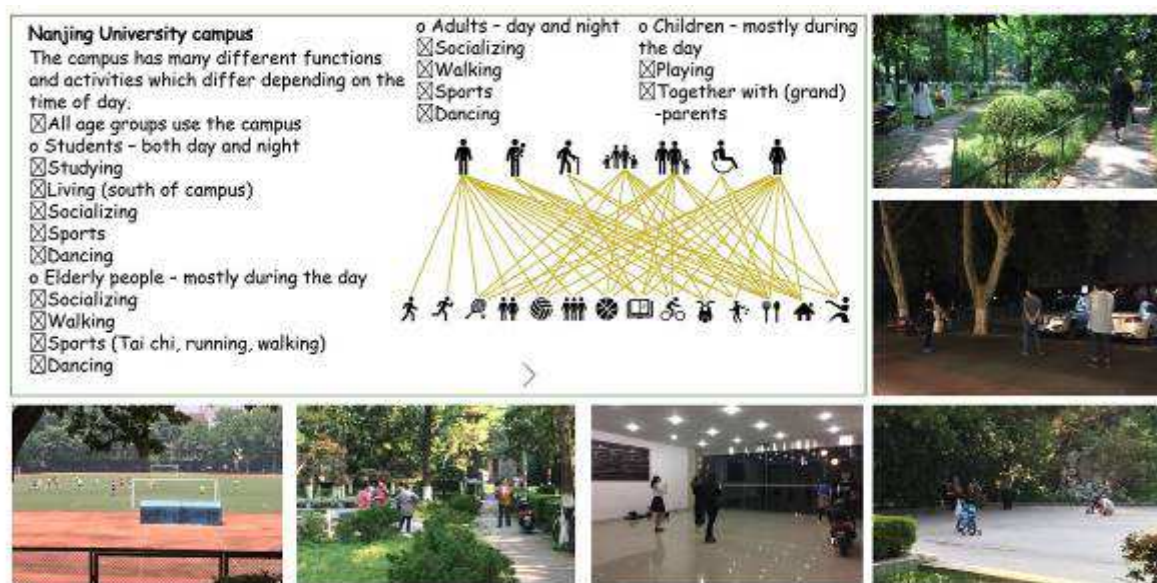 Nanjing University campus
The campus has many different functions
and activities which differ depending on the
time of day.
☒All age groups use the campus
o Students – both day and night
☒Studying
☒Living (south of campus)
☒Socializing
☒Sports
☒Dancing
o Elderly people – mostly during the day
☒Socializing
☒Walking
☒Sports (Tai chi, running, walking)
☒Dancing
o Adults – day and night
☒Socializing
☒Walking
☒Sports
☒Dancing
o Children – mostly during
the day
☒Playing
☒Together with (grand)
-parents